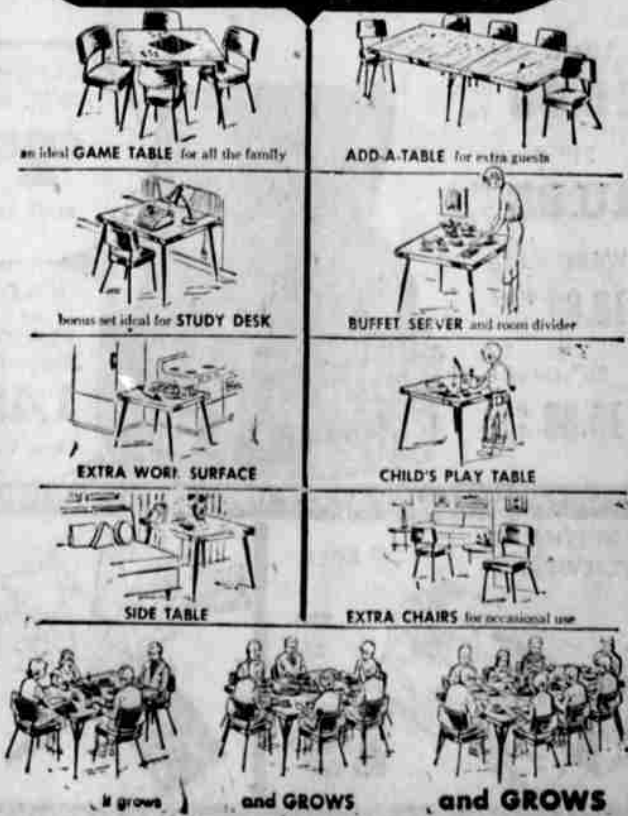 an ideal GAME TABLE for all the family
ADD-A-TABLE for extra guests
bonus set ideal for STUDY DESK
BUFFET SERVER and room divider
EXTRA WORK SURFACE
CHILD'S PLAY TABLE
SIDE TABLE
EXTRA CHAIRS for occasional use
it grows
and GROWS
and GROWS